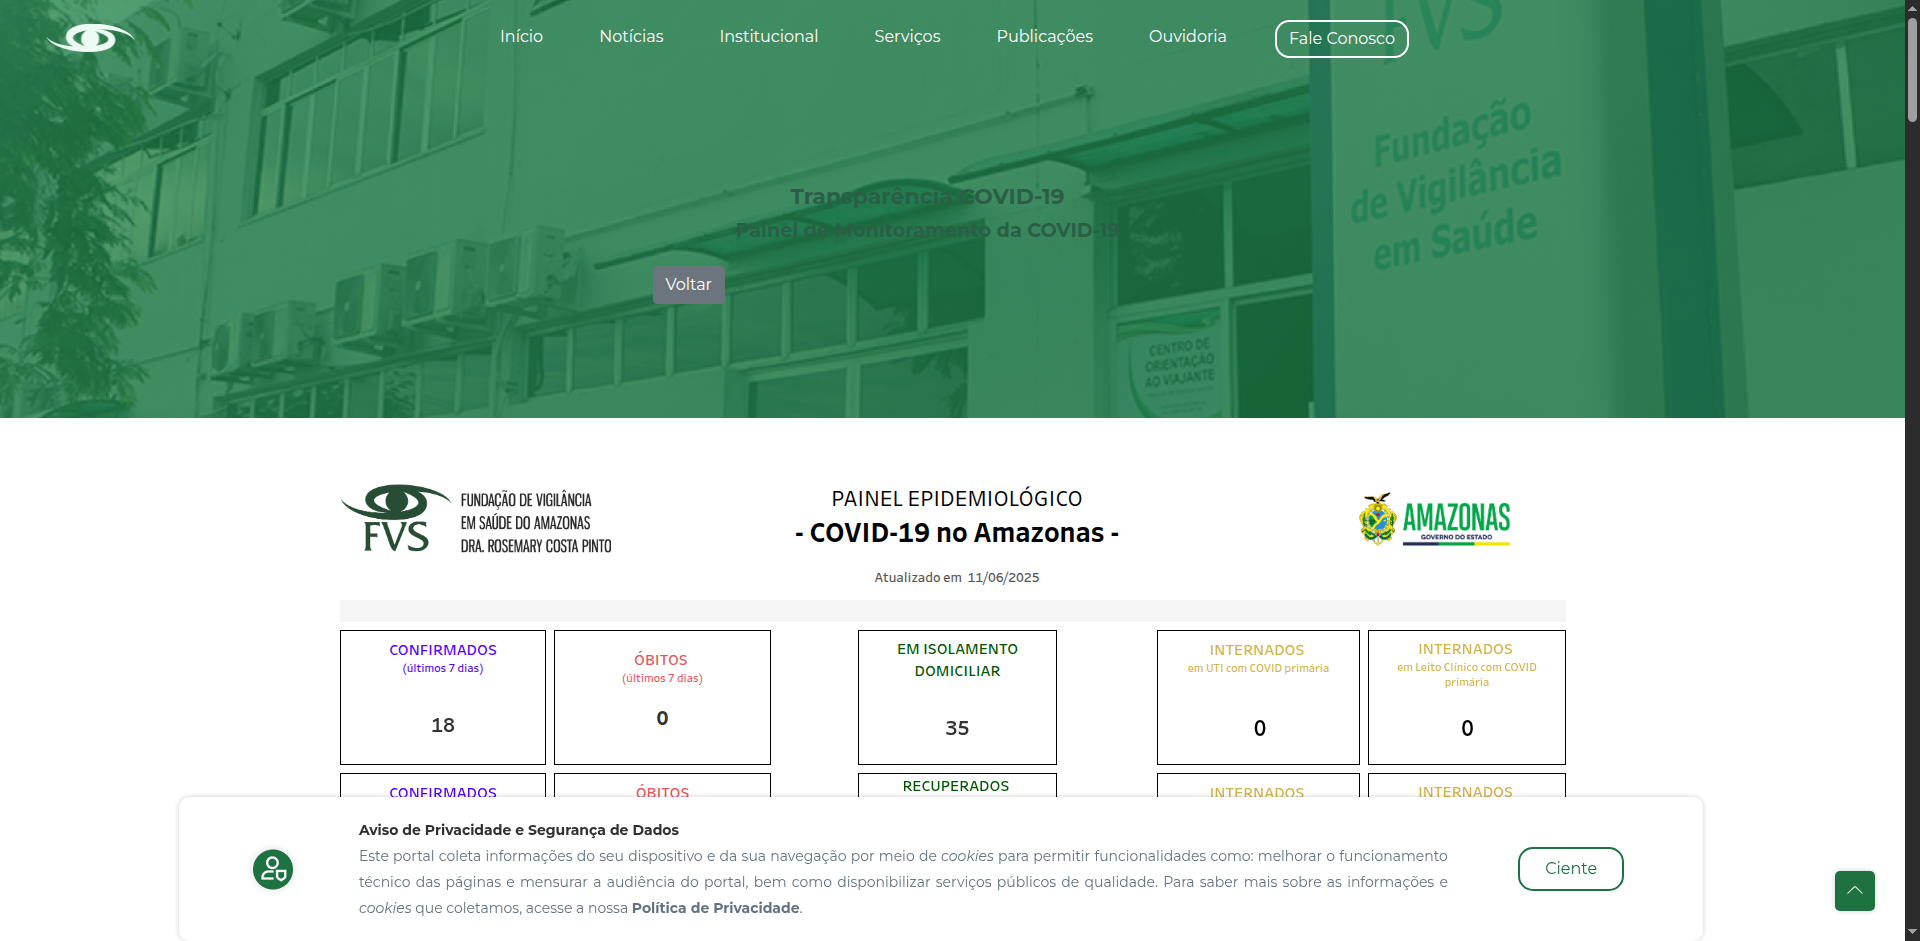 Início Notícias Institucional Serviços Publicações Ouvidoria Fale Conosco
FVS
Fundação
de Vigilância
em Saúde
Transparência COVID-19
Painel de Monitoramento da COVID-19
Voltar
CENTRO DE
ORIENTAÇÃO
AO VIAJANTE
FVS
FUNDAÇÃO DE VIGILÂNCIA
EM SAÚDE DO AMAZONAS
DRA. ROSEMARY COSTA PINTO
PAINEL EPIDEMIOLÓGICO
- COVID-19 no Amazonas -
Atualizado em 11/06/2025
AMAZONAS
GOVERNO DO ESTADO
CONFIRMADOS
(últimos 7 dias)
18
ÓBITOS
(últimos 7 dias)
0
EM ISOLAMENTO
DOMICILIAR
35
INTERNADOS
em UTI com COVID primária
0
INTERNADOS
em Leito Clínico com COVID
primária
0
CONFIRMADOS
ÓBITOS
RECUPERADOS
INTERNADOS
INTERNADOS
Aviso de Privacidade e Segurança de Dados
Este portal coleta informações do seu dispositivo e da sua navegação por meio de cookies para permitir funcionalidades como: melhorar o funcionamento
técnico das páginas e mensurar a audiência do portal, bem como disponibilizar serviços públicos de qualidade. Para saber mais sobre as informações e
cookies que coletamos, acesse a nossa Política de Privacidade.
Ciente